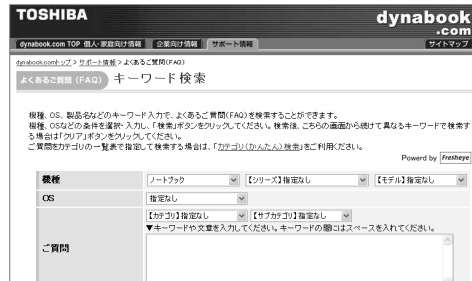 TOSHIBA
dynabook
.com
dynabook.com TOP 個人・家庭向け情報 企業向け情報 サポート情報 サイトマップ
dynabook.comトップ > サポート情報 > よくあるご質問(FAQ)
よくあるご質問 (FAQ) キーワード検索
機種、OS、製品名などのキーワード入力で、よくあるご質問(FAQ)を検索することができます。
機種、OSなどの条件を選択・入力し、「検索」ボタンをクリックしてください。検索後、こちらの画面から続けて異なるキーワードで検索す
る場合は「クリア」ボタンをクリックしてください。
ご質問をカテゴリの一覧表で指定して検索する場合は、「カテゴリ(かんたん)検索」をご利用ください。
Powerd by Fresheye
機種 ノートブック 【シリーズ】指定なし 【モデル】指定なし
OS 指定なし
【カテゴリ】指定なし 【サブカテゴリ】指定なし
▼キーワードや文章を入力してください。キーワードの間にはスペースを入れてください。
ご質問